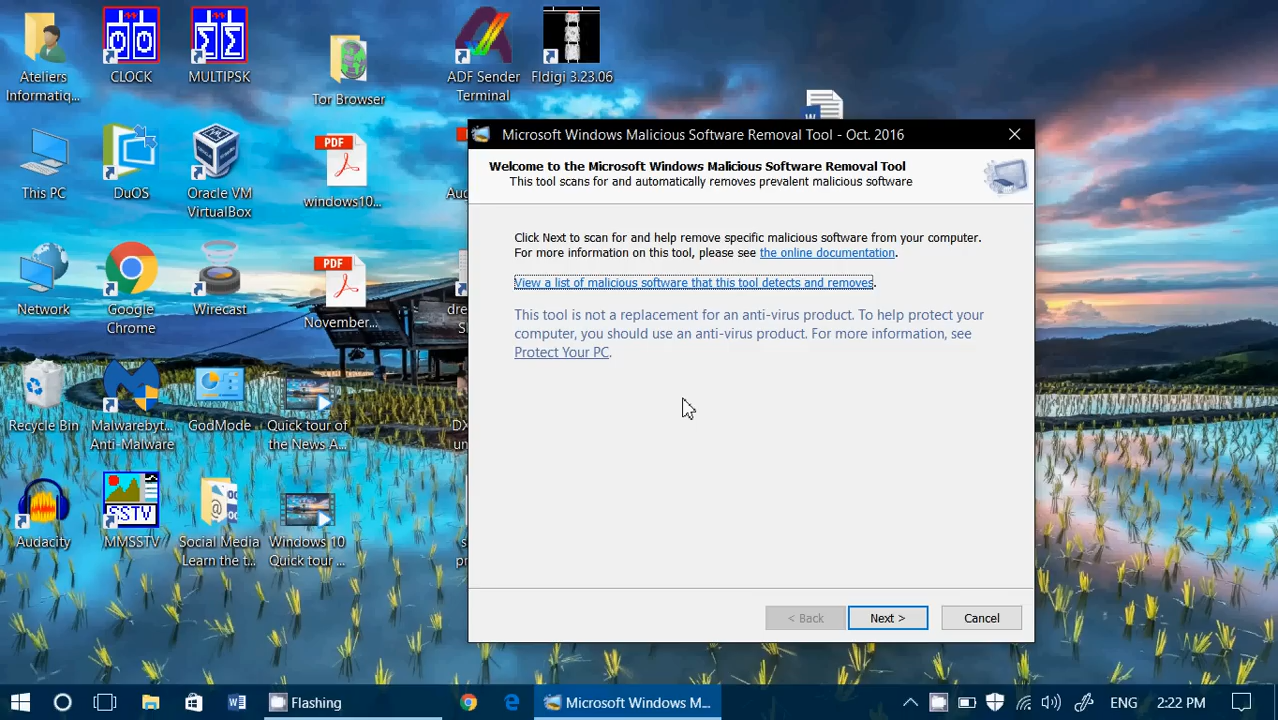 Ateliers
Informatiq...
CLOCK
MULTIPSK
Tor Browser
ADF Sender
Terminal
Fldigi 3.23.06
This PC
DuOS
Oracle VM
VirtualBox
PDF
windows10...
Network
Google
Chrome
Wirecast
PDF
November...
Recycle Bin
Malwarebyt...
Anti-Malware
GodMode
Quick tour of
the News A...
Audacity
SSTV
MMSSTV
Social Media
Learn the t...
Windows 10
Quick tour ...
Microsoft Windows Malicious Software Removal Tool - Oct. 2016
Welcome to the Microsoft Windows Malicious Software Removal Tool
This tool scans for and automatically removes prevalent malicious software
Click Next to scan for and help remove specific malicious software from your computer.
For more information on this tool, please see the online documentation.
View a list of malicious software that this tool detects and removes.
This tool is not a replacement for an anti-virus product. To help protect your
computer, you should use an anti-virus product. For more information, see
Protect Your PC.
< Back
Next >
Cancel
Flashing
Microsoft Windows M...
ENG
2:22 PM